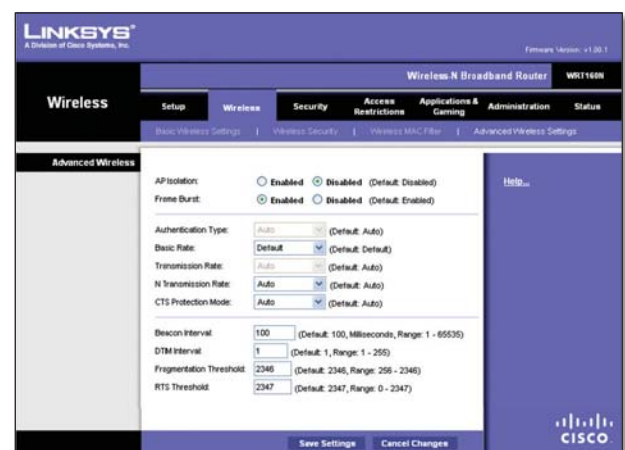 LINKSYS®
A Division of Cisco Systems, Inc.
Firmware Version: v1.00.1
Wireless-N Broadband Router WRT160N
Wireless
Setup Wireless Security Access Restrictions Applications & Gaming Administration Status
Basic Wireless Settings | Wireless Security | Wireless MAC Filter | Advanced Wireless Settings
Advanced Wireless
AP Isolation: Enabled Disabled (Default: Disabled)
Frame Burst: Enabled Disabled (Default: Enabled)
Authentication Type: Auto (Default: Auto)
Basic Rate: Default (Default: Default)
Transmission Rate: Auto (Default: Auto)
N Transmission Rate: Auto (Default: Auto)
CTS Protection Mode: Auto (Default: Auto)
Beacon Interval: 100 (Default: 100, Milliseconds, Range: 1 - 65535)
DTIM Interval: 1 (Default: 1, Range: 1 - 255)
Fragmentation Threshold: 2346 (Default: 2346, Range: 256 - 2346)
RTS Threshold: 2347 (Default: 2347, Range: 0 - 2347)
Help...
Save Settings Cancel Changes
CISCO